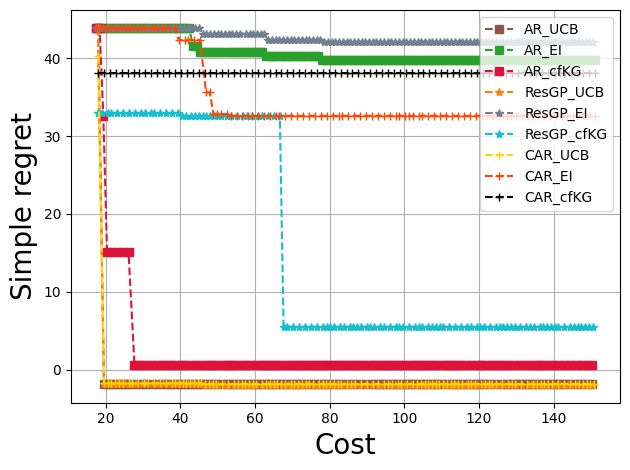 Simple regret
40
30
20
10
0
20
40
60
80
100
120
140
Cost
AR_UCB
AR_EI
AR_cfKG
ResGP_UCB
ResGP_EI
ResGP_cfKG
CAR_UCB
CAR_EI
CAR_cfKG